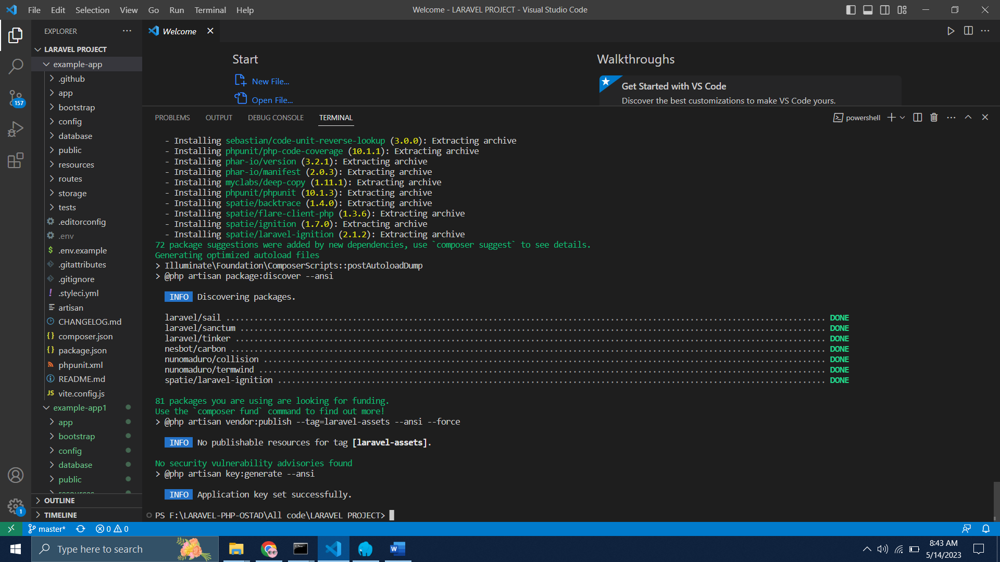 File Edit Selection View Go Run Terminal Help
Welcome - LARAVEL PROJECT - Visual Studio Code
EXPLORER
LARAVEL PROJECT
example-app
.github
app
bootstrap
config
database
public
resources
routes
storage
tests
.editorconfig
.env
$ .env.example
.gitattributes
.gitignore
! .styleci.yml
artisan
CHANGELOG.md
{} composer.json
{} package.json
phpunit.xml
README.md
JS vite.config.js
example-app1
app
bootstrap
config
database
public
resources
OUTLINE
TIMELINE
157
1
Welcome
Start
New File...
Open File...
Walkthroughs
Get Started with VS Code
Discover the best customizations to make VS Code yours.
PROBLEMS OUTPUT DEBUG CONSOLE TERMINAL
powershell
- Installing sebastian/code-unit-reverse-lookup (3.0.0): Extracting archive
- Installing phpunit/php-code-coverage (10.1.1): Extracting archive
- Installing phar-io/version (3.2.1): Extracting archive
- Installing phar-io/manifest (2.0.3): Extracting archive
- Installing myclabs/deep-copy (1.11.1): Extracting archive
- Installing phpunit/phpunit (10.1.3): Extracting archive
- Installing spatie/backtrace (1.4.0): Extracting archive
- Installing spatie/flare-client-php (1.3.6): Extracting archive
- Installing spatie/ignition (1.7.0): Extracting archive
- Installing spatie/laravel-ignition (2.1.2): Extracting archive
72 package suggestions were added by new dependencies, use `composer suggest` to see details.
Generating optimized autoload files
> Illuminate\Foundation\ComposerScripts::postAutoloadDump
> @php artisan package:discover --ansi
INFO Discovering packages.
laravel/sail ........ DONE
laravel/sanctum ........ DONE
laravel/tinker ........ DONE
nesbot/carbon ........ DONE
nunomaduro/collision ........ DONE
nunomaduro/termwind ........ DONE
spatie/laravel-ignition ........ DONE
81 packages you are using are looking for funding.
Use the `composer fund` command to find out more!
> @php artisan vendor:publish --tag=laravel-assets --ansi --force
INFO No publishable resources for tag [laravel-assets].
No security vulnerability advisories found
> @php artisan key:generate --ansi
INFO Application key set successfully.
PS F:\LARAVEL-PHP-OSTAD\All code\LARAVEL PROJECT>
master* 0 0
Type here to search
8:43 AM
5/14/2023